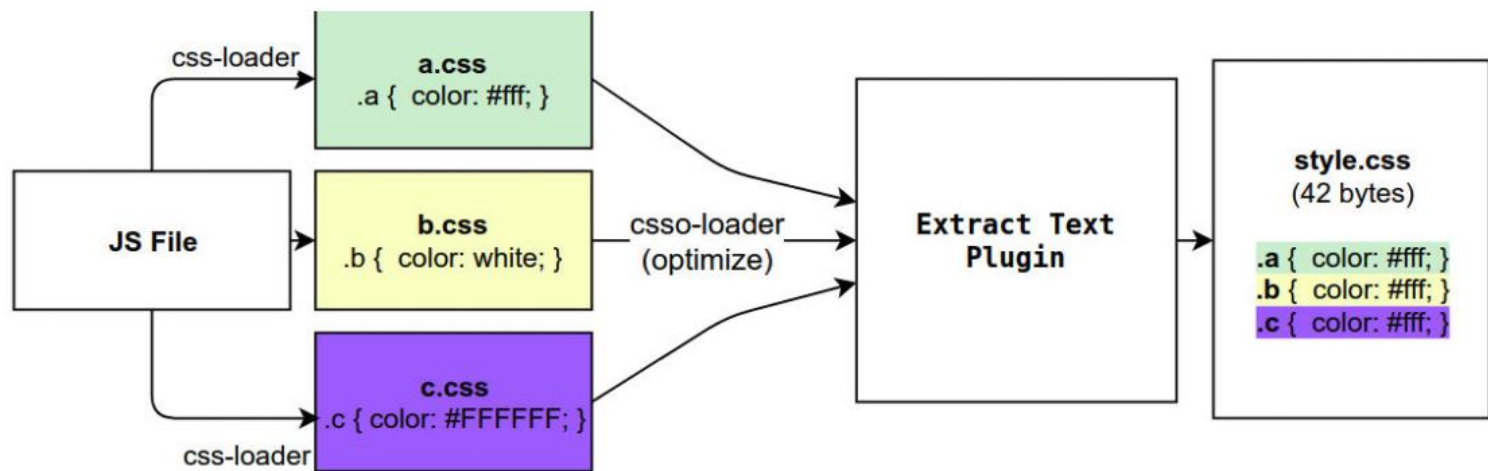 css-loader
a.css
.a {  color: #fff; }
JS File
b.css
.b {  color: white; }
csso-loader
(optimize)
c.css
.c { color: #FFFFFF; }
css-loader
Extract Text
Plugin
style.css
(42 bytes)
.a {  color: #fff; }
.b {  color: #fff; }
.c {  color: #fff; }